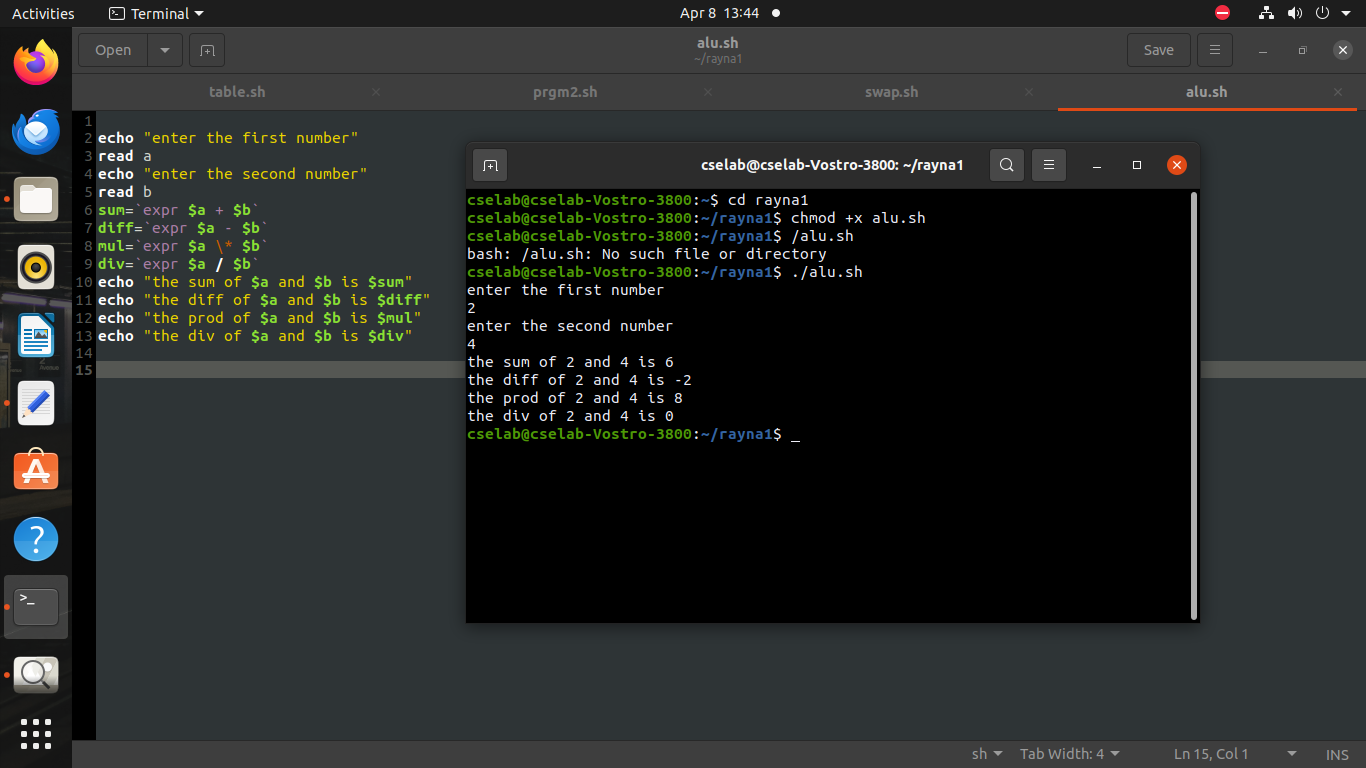 Activities Terminal Apr 8 13:44
Open alu.sh Save
~/rayna1
table.sh prgm2.sh swap.sh alu.sh
1
2 echo "enter the first number"
3 read a
4 echo "enter the second number"
5 read b
6 sum=`expr $a + $b`
7 diff=`expr $a - $b`
8 mul=`expr $a \* $b`
9 div=`expr $a / $b`
10 echo "the sum of $a and $b is $sum"
11 echo "the diff of $a and $b is $diff"
12 echo "the prod of $a and $b is $mul"
13 echo "the div of $a and $b is $div"
14
15
cselab@cselab-Vostro-3800: ~/rayna1
cselab@cselab-Vostro-3800:~$ cd rayna1
cselab@cselab-Vostro-3800:~/rayna1$ chmod +x alu.sh
cselab@cselab-Vostro-3800:~/rayna1$ /alu.sh
bash: /alu.sh: No such file or directory
cselab@cselab-Vostro-3800:~/rayna1$ ./alu.sh
enter the first number
2
enter the second number
4
the sum of 2 and 4 is 6
the diff of 2 and 4 is -2
the prod of 2 and 4 is 8
the div of 2 and 4 is 0
cselab@cselab-Vostro-3800:~/rayna1$ _
sh Tab Width: 4 Ln 15, Col 1 INS